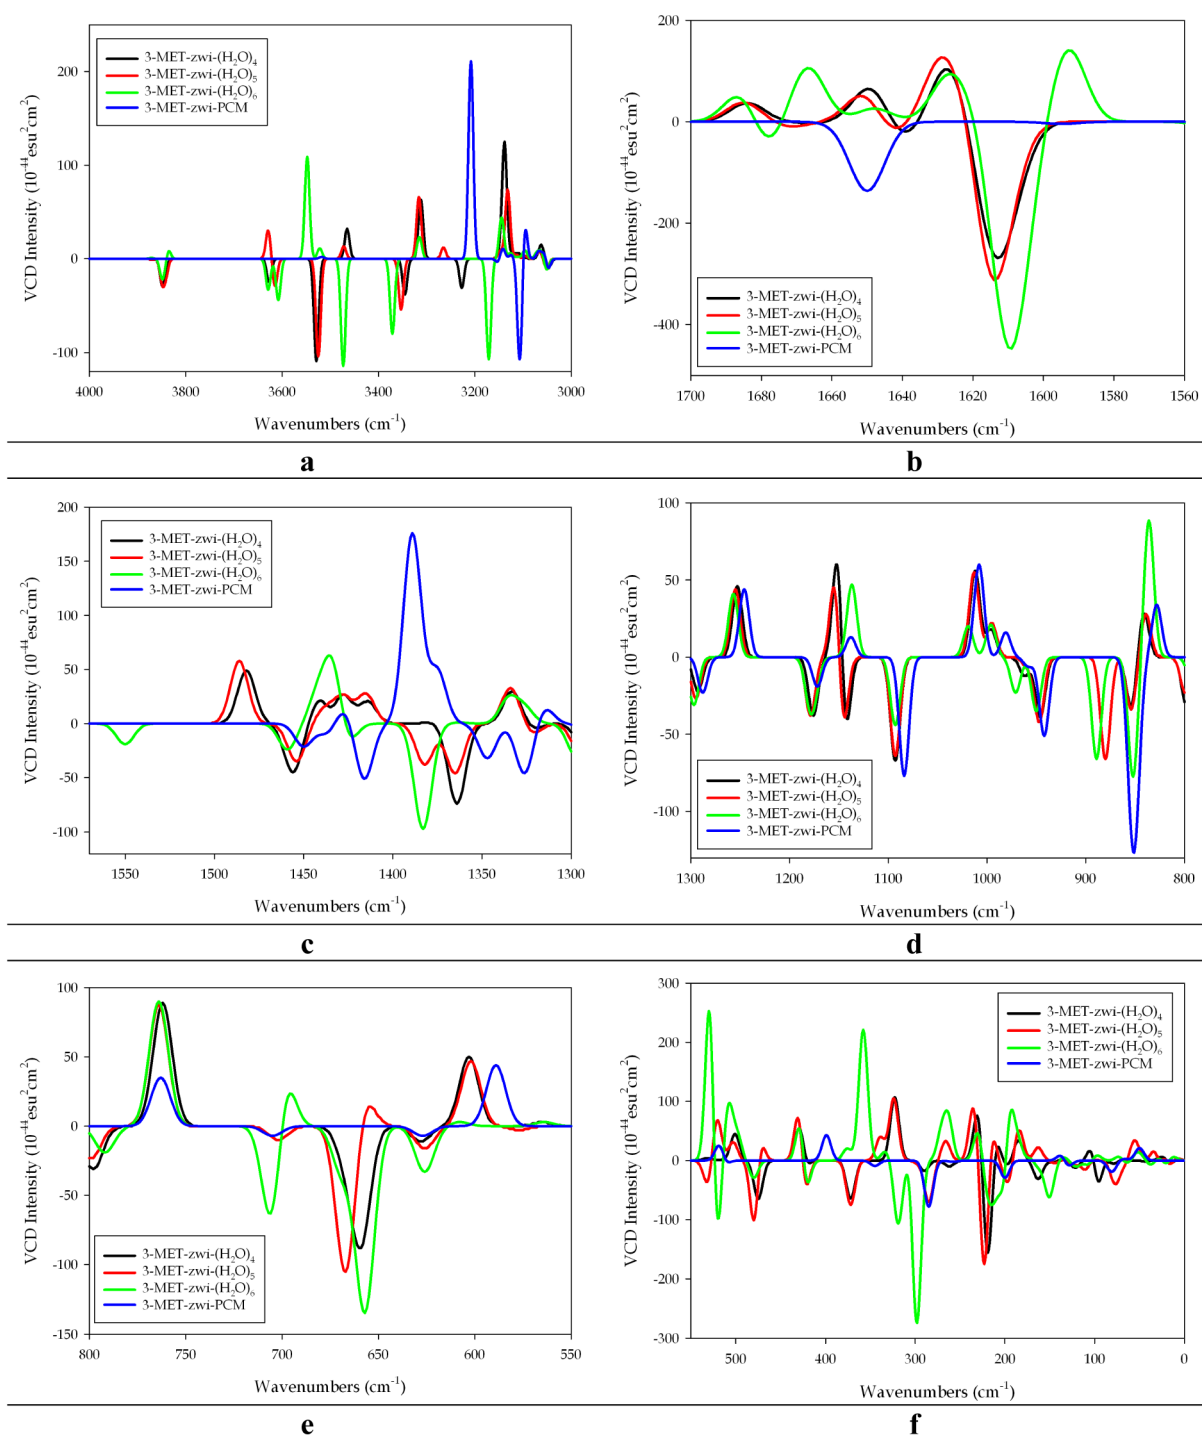 VCD Intensity (10⁻⁴⁴esu²cm²)
200
100
0
-100
4000
3800
3600
3400
3200
3000
Wavenumbers (cm⁻¹)
3-MET-zwi-(H₂O)₄
3-MET-zwi-(H₂O)₅
3-MET-zwi-(H₂O)₆
3-MET-zwi-PCM
a
VCD Intensity (10⁻⁴⁴esu²cm²)
200
0
-200
-400
1700
1680
1660
1640
1620
1600
1580
1560
Wavenumbers (cm⁻¹)
3-MET-zwi-(H₂O)₄
3-MET-zwi-(H₂O)₅
3-MET-zwi-(H₂O)₆
3-MET-zwi-PCM
b
VCD Intensity (10⁻⁴⁴esu²cm²)
200
150
100
50
0
-50
-100
1550
1500
1450
1400
1350
1300
Wavenumbers (cm⁻¹)
3-MET-zwi-(H₂O)₄
3-MET-zwi-(H₂O)₅
3-MET-zwi-(H₂O)₆
3-MET-zwi-PCM
c
VCD Intensity (10⁻⁴⁴esu²cm²)
100
50
0
-50
-100
1300
1200
1100
1000
900
800
Wavenumbers (cm⁻¹)
3-MET-zwi-(H₂O)₄
3-MET-zwi-(H₂O)₅
3-MET-zwi-(H₂O)₆
3-MET-zwi-PCM
d
VCD Intensity (10⁻⁴⁴esu²cm²)
100
50
0
-50
-100
-150
800
750
700
650
600
550
Wavenumbers (cm⁻¹)
3-MET-zwi-(H₂O)₄
3-MET-zwi-(H₂O)₅
3-MET-zwi-(H₂O)₆
3-MET-zwi-PCM
e
VCD Intensity (10⁻⁴⁴esu²cm²)
300
200
100
0
-100
-200
-300
500
400
300
200
100
0
Wavenumbers (cm⁻¹)
3-MET-zwi-(H₂O)₄
3-MET-zwi-(H₂O)₅
3-MET-zwi-(H₂O)₆
3-MET-zwi-PCM
f